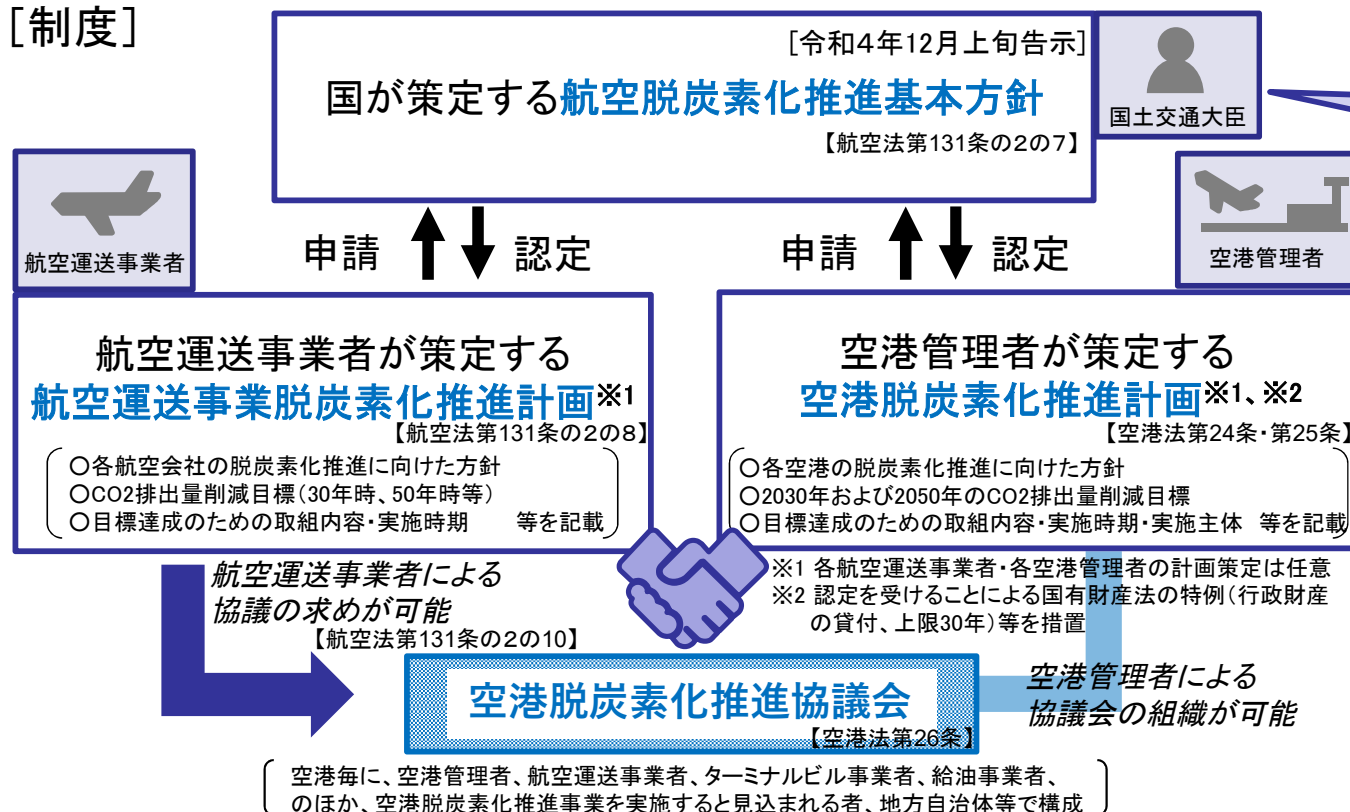 [制度]
[令和4年12月上旬告示]
国が策定する航空脱炭素化推進基本方針
【航空法第131条の2の7】
国土交通大臣
航空運送事業者
空港管理者
申請 認定
申請 認定
航空運送事業者が策定する
航空運送事業脱炭素化推進計画※1
【航空法第131条の2の8】
○各航空会社の脱炭素化推進に向けた方針
○CO2排出量削減目標(30年時、50年時等)
○目標達成のための取組内容・実施時期 等を記載
空港管理者が策定する
空港脱炭素化推進計画※1、※2
【空港法第24条・第25条】
○各空港の脱炭素化推進に向けた方針
○2030年および2050年のCO2排出量削減目標
○目標達成のための取組内容・実施時期・実施主体 等を記載
※1 各航空運送事業者・各空港管理者の計画策定は任意
※2 認定を受けることによる国有財産法の特例(行政財産
の貸付、上限30年)等を措置
航空運送事業者による
協議の求めが可能
【航空法第131条の2の10】
空港脱炭素化推進協議会
【空港法第26条】
空港管理者による
協議会の組織が可能
空港毎に、空港管理者、航空運送事業者、ターミナルビル事業者、給油事業者、
のほか、空港脱炭素化推進事業を実施すると見込まれる者、地方自治体等で構成